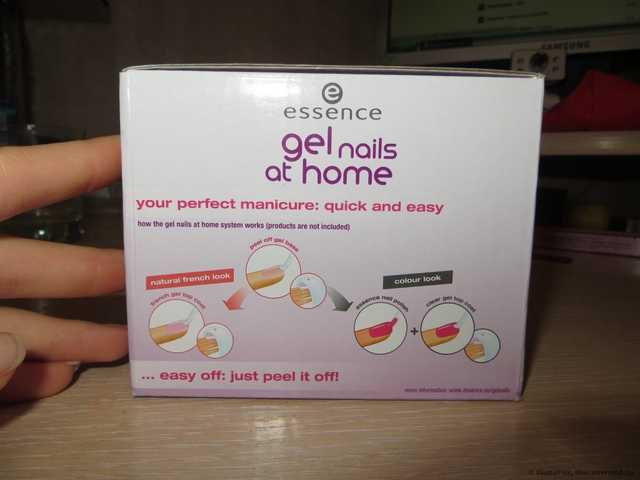 SAMSUNG
e
essence
gel nails
at home
your perfect manicure: quick and easy
how the gel nails at home system works (products are not included)
peel off gel base
natural french look
colour look
french gel top coat
essence nail polish
clear gel top coat
+
... easy off: just peel it off!